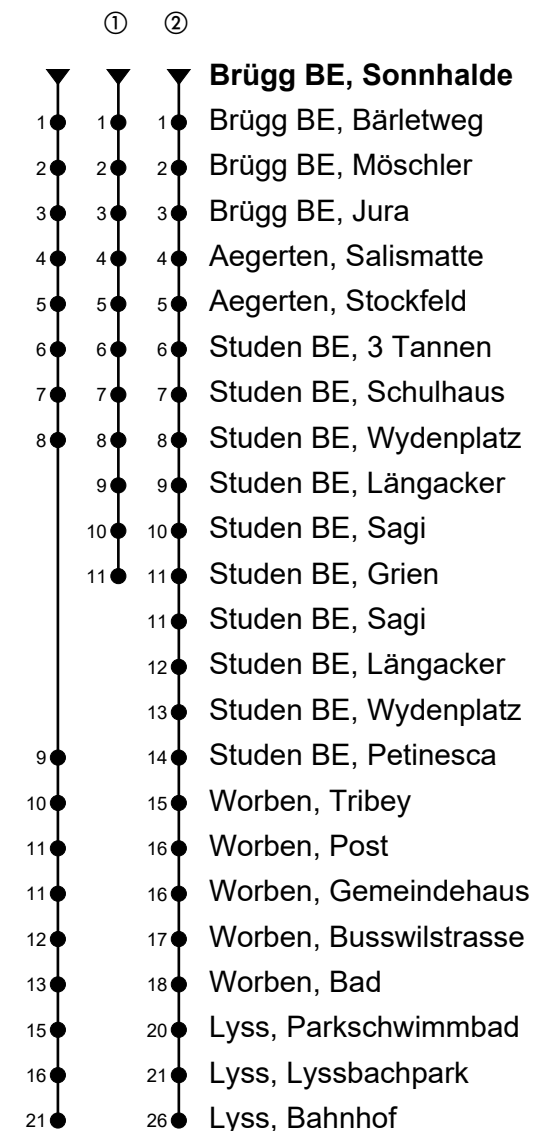 ① ②
Brügg BE, Sonnhalde
1 1 1 Brügg BE, Bärletweg
2 2 2 Brügg BE, Möschler
3 3 3 Brügg BE, Jura
4 4 4 Aegerten, Salismatte
5 5 5 Aegerten, Stockfeld
6 6 6 Studen BE, 3 Tannen
7 7 7 Studen BE, Schulhaus
8 8 8 Studen BE, Wydenplatz
9 9 Studen BE, Längacker
10 10 Studen BE, Sagi
11 11 Studen BE, Grien
11 Studen BE, Sagi
12 Studen BE, Längacker
13 Studen BE, Wydenplatz
9 14 Studen BE, Petinesca
10 15 Worben, Tribey
11 16 Worben, Post
11 16 Worben, Gemeindehaus
12 17 Worben, Busswilstrasse
13 18 Worben, Bad
15 20 Lyss, Parkschwimmbad
16 21 Lyss, Lyssbachpark
21 26 Lyss, Bahnhof